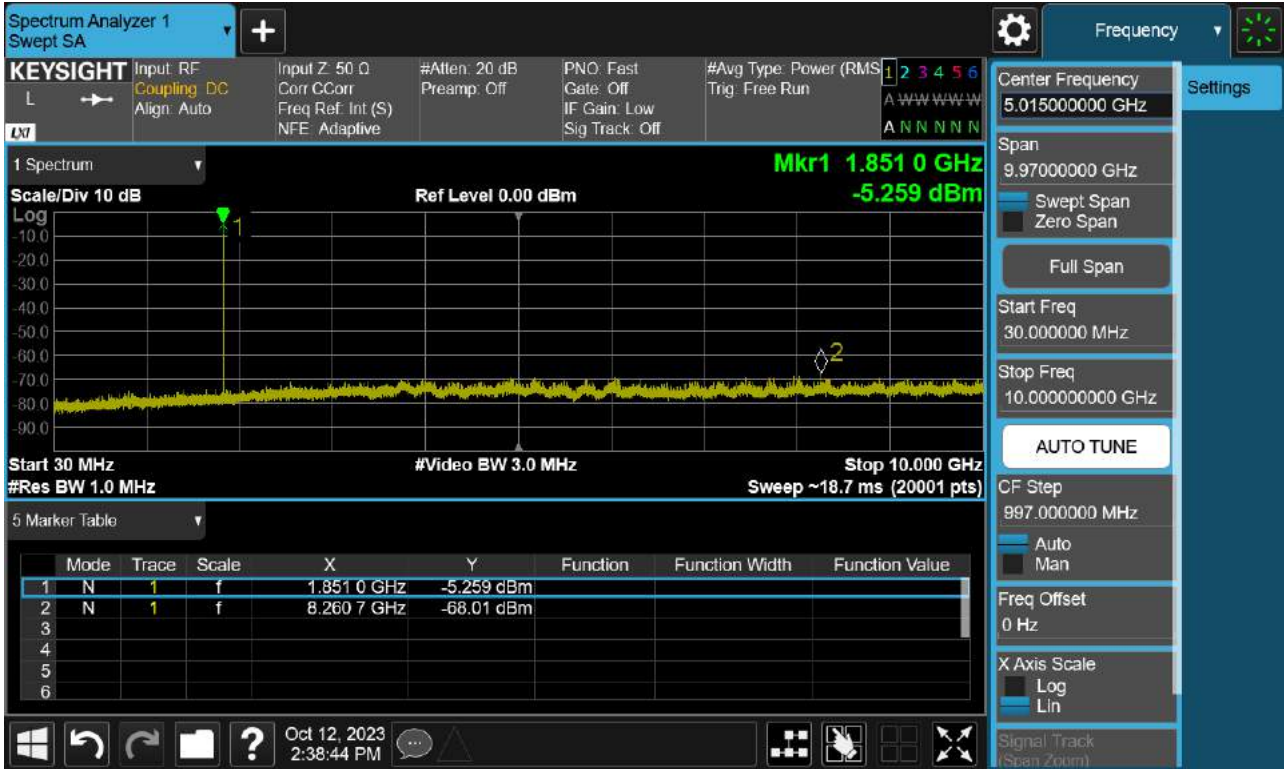 Spectrum Analyzer 1
Swept SA
+
Frequency
KEYSIGHT
L
LXI
Input: RF
Coupling: DC
Align: Auto
Input Z: 50 Ω
Corr CCorr
Freq Ref: Int (S)
NFE: Adaptive
#Atten: 20 dB
Preamp: Off
PNO: Fast
Gate: Off
IF Gain: Low
Sig Track: Off
#Avg Type: Power (RMS
Trig: Free Run
1 2 3 4 5 6
A W W W W W
A N N N N N
1 Spectrum
Mkr1 1.851 0 GHz
-5.259 dBm
Scale/Div 10 dB
Ref Level 0.00 dBm
Log
-10.0
-20.0
-30.0
-40.0
-50.0
-60.0
-70.0
-80.0
-90.0
1
2
Start 30 MHz
#Video BW 3.0 MHz
Stop 10.000 GHz
#Res BW 1.0 MHz
Sweep ~18.7 ms (20001 pts)
5 Marker Table
Mode Trace Scale X Y Function Function Width Function Value
1 N 1 f 1.851 0 GHz -5.259 dBm
2 N 1 f 8.260 7 GHz -68.01 dBm
3
4
5
6
Oct 12, 2023
2:38:44 PM
?
Center Frequency
5.015000000 GHz
Settings
Span
9.97000000 GHz
Swept Span
Zero Span
Full Span
Start Freq
30.000000 MHz
Stop Freq
10.000000000 GHz
AUTO TUNE
CF Step
997.000000 MHz
Auto
Man
Freq Offset
0 Hz
X Axis Scale
Log
Lin
Signal Track
(Span Zoom)